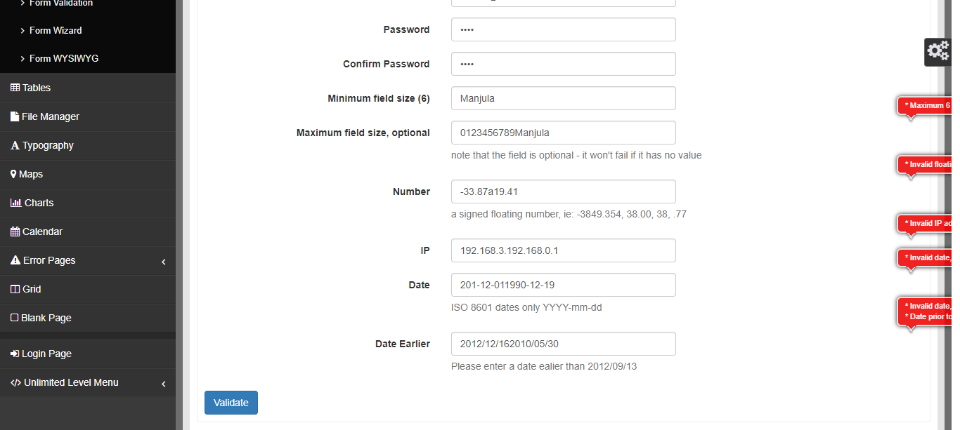 Form Validation
Form Wizard
Form WYSIWYG
Tables
File Manager
Typography
Maps
Charts
Calendar
Error Pages
Grid
Blank Page
Login Page
Unlimited Level Menu
Password
••••
Confirm Password
••••
Minimum field size (6)
Manjula
Maximum field size, optional
0123456789Manjula
note that the field is optional - it won't fail if it has no value
Number
-33.87a19.41
a signed floating number, ie: -3849.354, 38.00, 38, .77
IP
192.168.3.192.168.0.1
Date
201-12-011990-12-19
ISO 8601 dates only YYYY-mm-dd
Date Earlier
2012/12/162010/05/30
Please enter a date ealier than 2012/09/13
Validate
* Maximum 6
* Invalid floati
* Invalid IP ad
* Invalid date,
* Invalid date,
* Date prior to